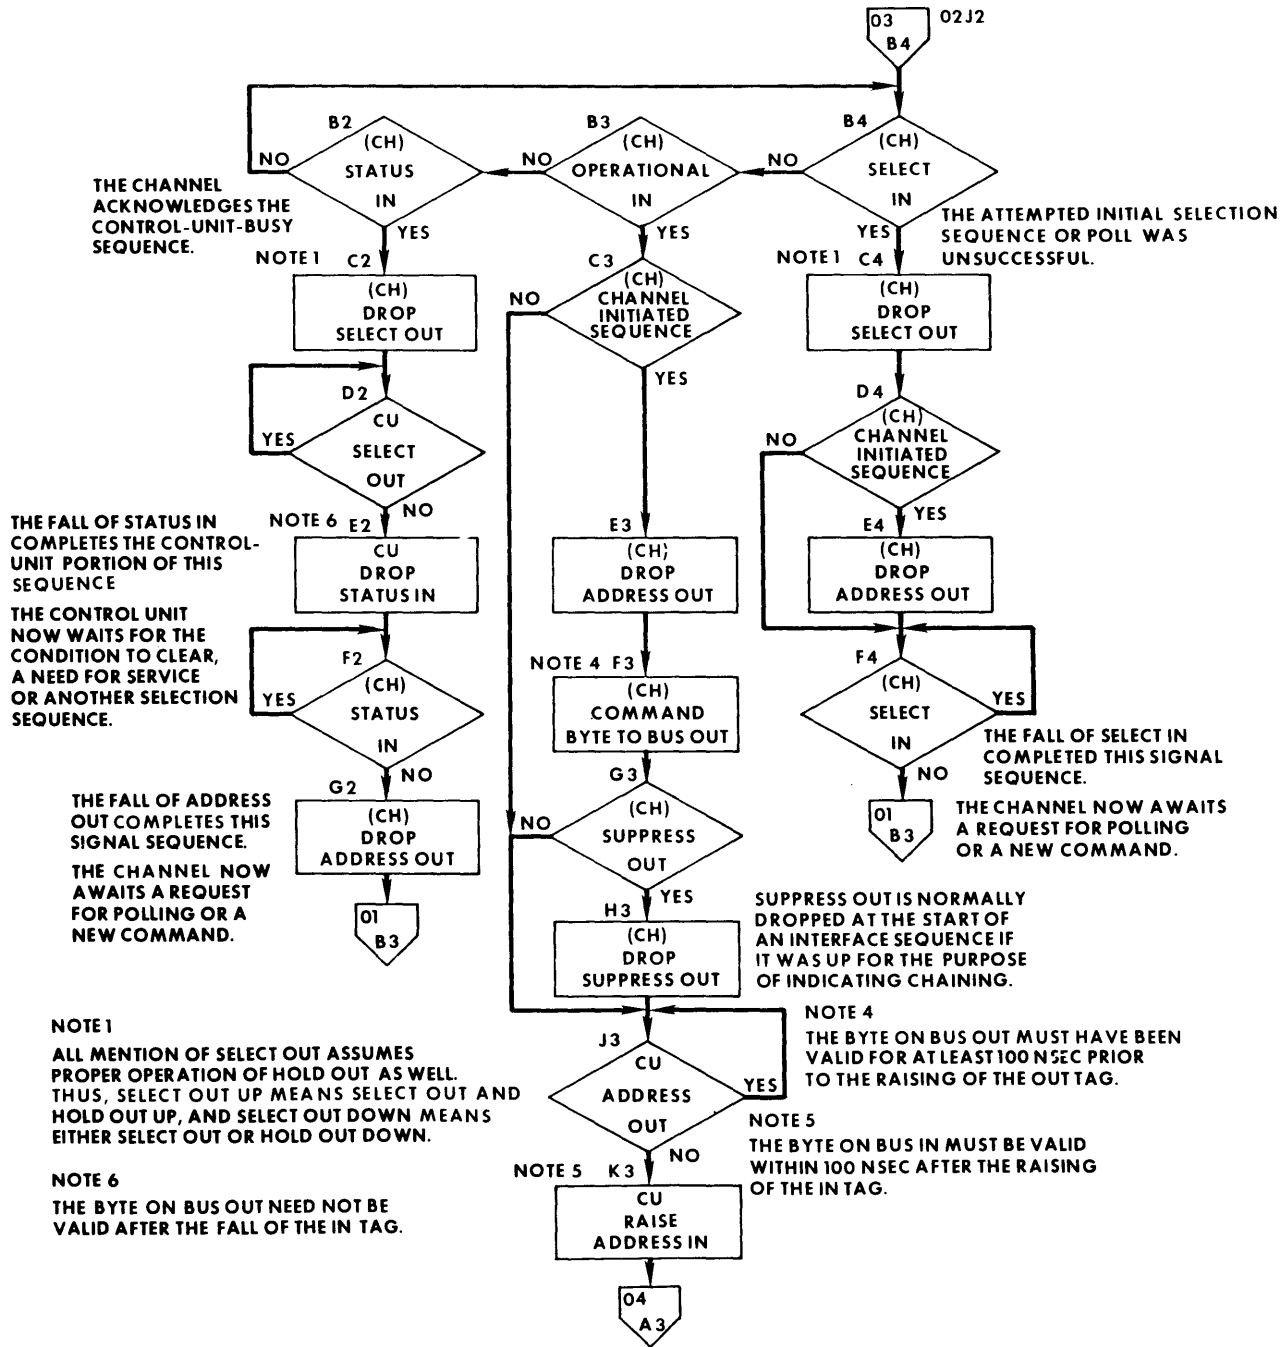 03
B4
02J2
B2
(CH)
STATUS
IN
NO
YES
B3
(CH)
OPERATIONAL
IN
NO
YES
B4
(CH)
SELECT
IN
NO
YES
THE CHANNEL
ACKNOWLEDGES THE
CONTROL-UNIT-BUSY
SEQUENCE.
THE ATTEMPTED INITIAL SELECTION
SEQUENCE OR POLL WAS
UNSUCCESSFUL.
NOTE 1
C2
(CH)
DROP
SELECT OUT
C3
(CH)
CHANNEL
INITIATED
SEQUENCE
NO
YES
NOTE 1
C4
(CH)
DROP
SELECT OUT
D2
CU
SELECT
OUT
YES
NO
D4
(CH)
CHANNEL
INITIATED
SEQUENCE
NO
YES
THE FALL OF STATUS IN
COMPLETES THE CONTROL-
UNIT PORTION OF THIS
SEQUENCE
THE CONTROL UNIT
NOW WAITS FOR THE
CONDITION TO CLEAR,
A NEED FOR SERVICE
OR ANOTHER SELECTION
SEQUENCE.
NOTE 6
E2
CU
DROP
STATUS IN
E3
(CH)
DROP
ADDRESS OUT
E4
(CH)
DROP
ADDRESS OUT
F2
(CH)
STATUS
IN
YES
NO
NOTE 4
F3
(CH)
COMMAND
BYTE TO BUS OUT
F4
(CH)
SELECT
IN
YES
NO
THE FALL OF SELECT IN
COMPLETED THIS SIGNAL
SEQUENCE.
THE CHANNEL NOW AWAITS
A REQUEST FOR POLLING
OR A NEW COMMAND.
01
B3
THE FALL OF ADDRESS
OUT COMPLETES THIS
SIGNAL SEQUENCE.
THE CHANNEL NOW
AWAITS A REQUEST
FOR POLLING OR A
NEW COMMAND.
G2
(CH)
DROP
ADDRESS OUT
01
B3
G3
(CH)
SUPPRESS
OUT
NO
YES
H3
(CH)
DROP
SUPPRESS OUT
SUPPRESS OUT IS NORMALLY
DROPPED AT THE START OF
AN INTERFACE SEQUENCE IF
IT WAS UP FOR THE PURPOSE
OF INDICATING CHAINING.
J3
CU
ADDRESS
OUT
YES
NO
NOTE 4
THE BYTE ON BUS OUT MUST HAVE BEEN
VALID FOR AT LEAST 100 NSEC PRIOR
TO THE RAISING OF THE OUT TAG.
NOTE 5
THE BYTE ON BUS IN MUST BE VALID
WITHIN 100 NSEC AFTER THE RAISING
OF THE IN TAG.
NOTE 1
ALL MENTION OF SELECT OUT ASSUMES
PROPER OPERATION OF HOLD OUT AS WELL.
THUS, SELECT OUT UP MEANS SELECT OUT AND
HOLD OUT UP, AND SELECT OUT DOWN MEANS
EITHER SELECT OUT OR HOLD OUT DOWN.
NOTE 6
THE BYTE ON BUS OUT NEED NOT BE
VALID AFTER THE FALL OF THE IN TAG.
NOTE 5
K3
CU
RAISE
ADDRESS IN
04
A3